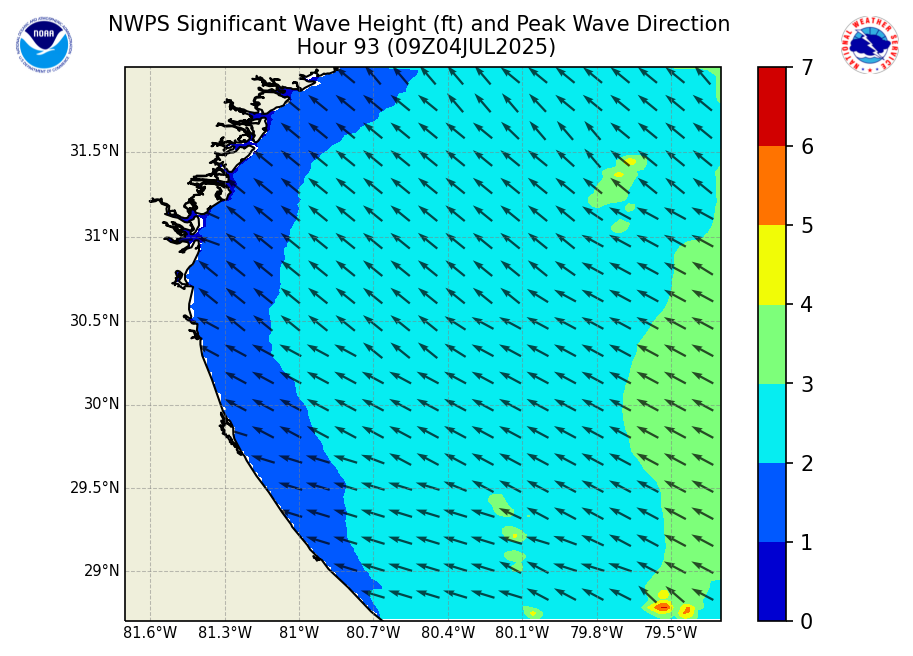 NWPS Significant Wave Height (ft) and Peak Wave Direction
Hour 93 (09Z04JUL2025)
NOAA
NATIONAL WEATHER SERVICE
7
6
5
4
3
2
1
0
31.5°N
31°N
30.5°N
30°N
29.5°N
29°N
81.6°W 81.3°W 81°W 80.7°W 80.4°W 80.1°W 79.8°W 79.5°W